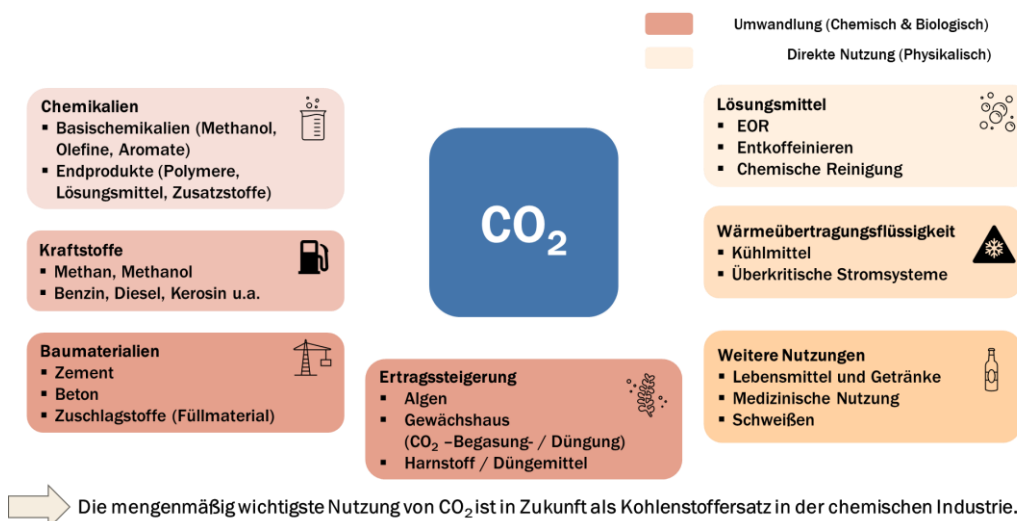 Umwandlung (Chemisch & Biologisch)
Direkte Nutzung (Physikalisch)
Chemikalien
▪ Basischemikalien (Methanol,
Olefine, Aromate)
▪ Endprodukte (Polymere,
Lösungsmittel, Zusatzstoffe)
Kraftstoffe
▪ Methan, Methanol
▪ Benzin, Diesel, Kerosin u.a.
Baumaterialien
▪ Zement
▪ Beton
▪ Zuschlagstoffe (Füllmaterial)
CO₂
Ertragssteigerung
▪ Algen
▪ Gewächshaus
(CO₂ –Begasung- / Düngung)
▪ Harnstoff / Düngemittel
Lösungsmittel
▪ EOR
▪ Entkoffeinieren
▪ Chemische Reinigung
Wärmeübertragungsflüssigkeit
▪ Kühlmittel
▪ Überkritische Stromsysteme
Weitere Nutzungen
▪ Lebensmittel und Getränke
▪ Medizinische Nutzung
▪ Schweißen
Die mengenmäßig wichtigste Nutzung von CO₂ ist in Zukunft als Kohlenstoffersatz in der chemischen Industrie.